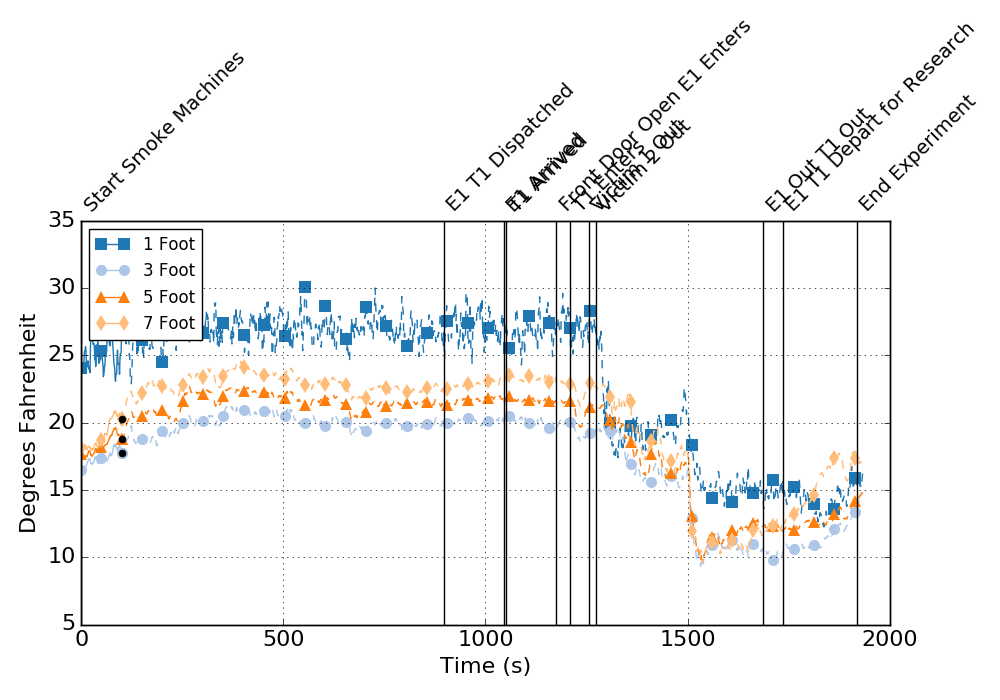 Start Smoke Machines
E1 T1 Dispatched
E1 Arrived
T1 Arrived
Front Door Open E1 Enters
T1 Enters
Victim 1 Out
Victim 2 Out
E1 Out T1 Out
E1 T1 Depart for Research
End Experiment
35
30
25
20
15
10
5
1 Foot
3 Foot
5 Foot
7 Foot
Degrees Fahrenheit
0
500
1000
1500
2000
Time (s)